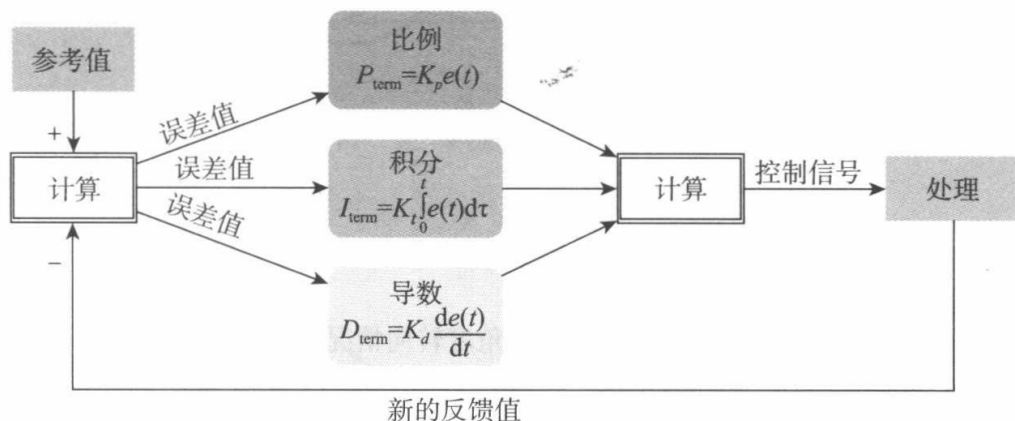 参考值
+
计算
−
误差值
误差值
误差值
比例
P_term=K_p e(t)
积分
I_term=K_t∫_0^t e(t)dτ
导数
D_term=K_d de(t)/dt
计算
控制信号
处理
新的反馈值